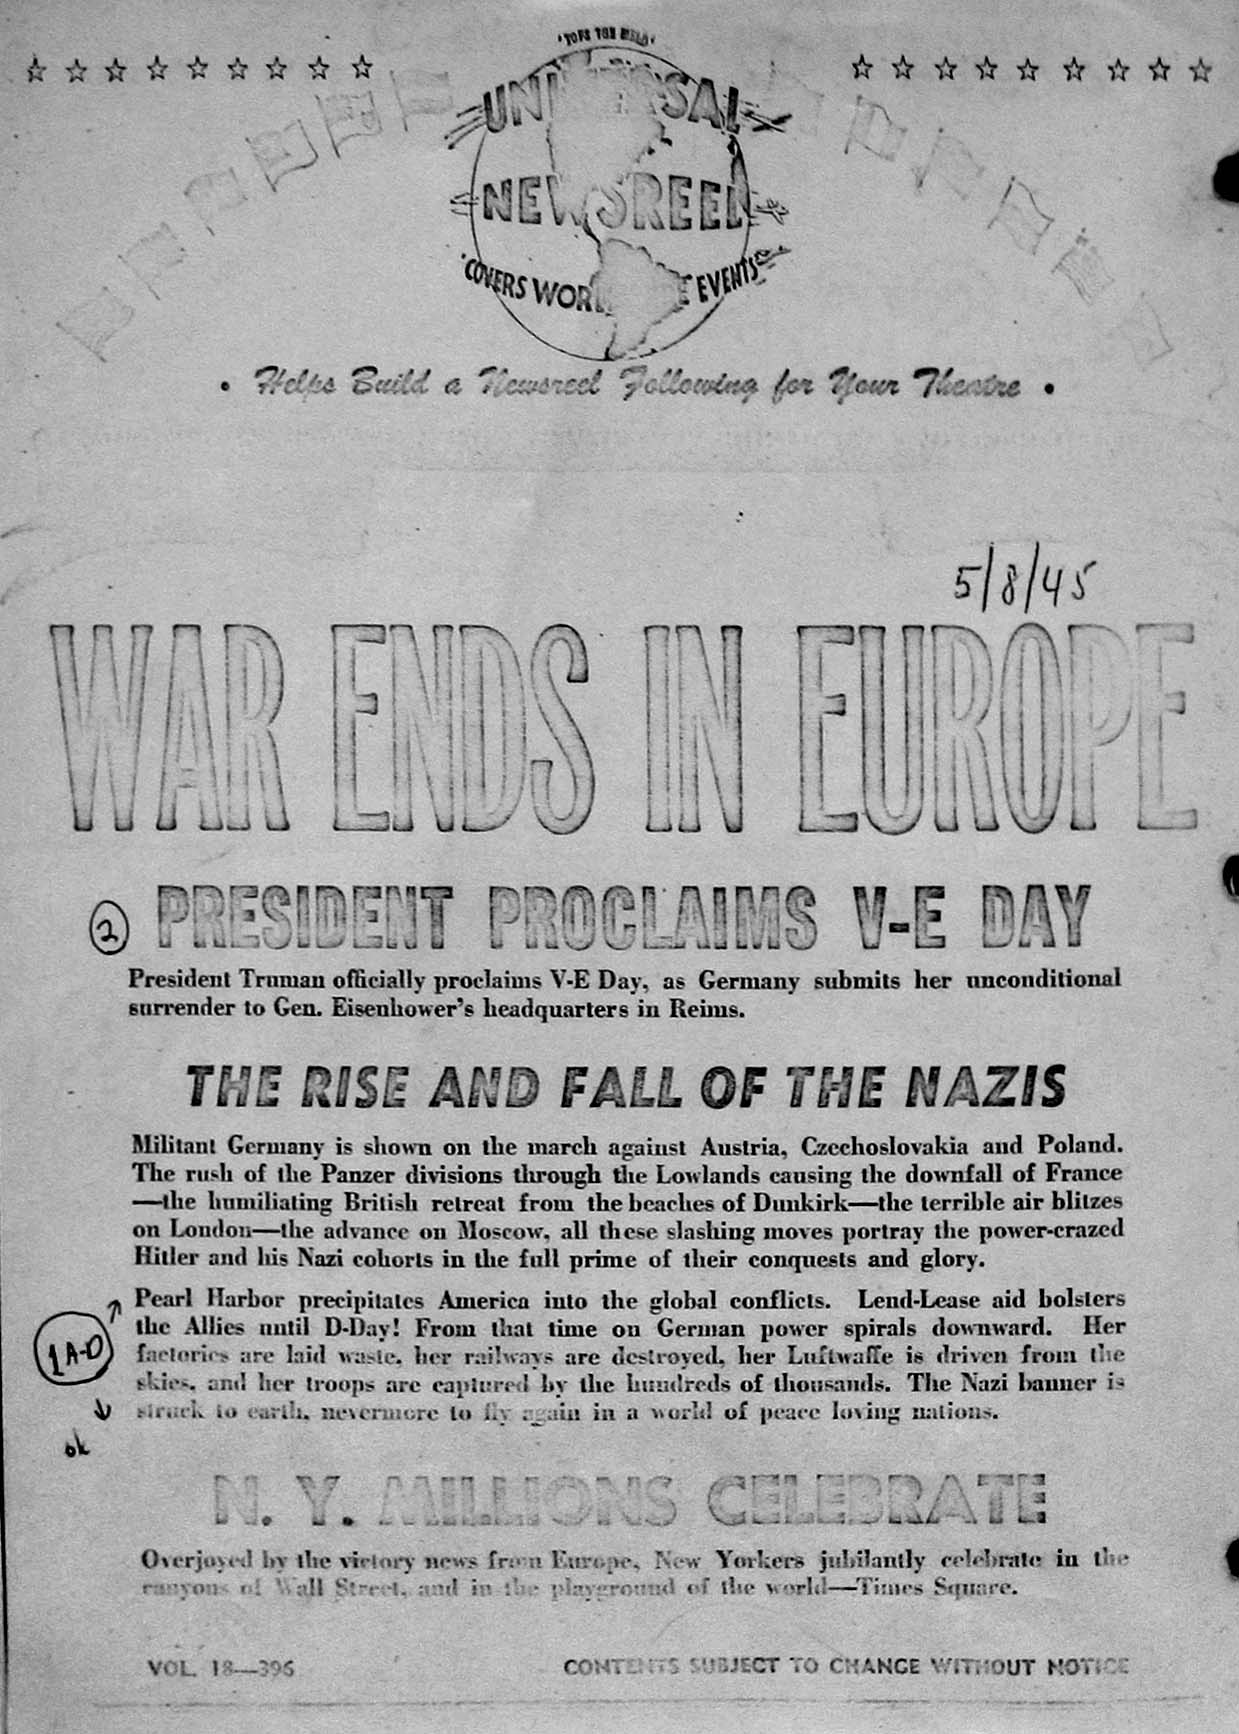 "TOPS THE FIELD"
UNIVERSAL
NEWSREEL
"COVERS WORLD-WIDE EVENTS"
• Helps Build a Newsreel Following for Your Theatre •
5/8/45
WAR ENDS IN EUROPE
2 PRESIDENT PROCLAIMS V-E DAY
President Truman officially proclaims V-E Day, as Germany submits her unconditional
surrender to Gen. Eisenhower's headquarters in Reims.
THE RISE AND FALL OF THE NAZIS
Militant Germany is shown on the march against Austria, Czechoslovakia and Poland.
The rush of the Panzer divisions through the Lowlands causing the downfall of France
—the humiliating British retreat from the beaches of Dunkirk—the terrible air blitzes
on London—the advance on Moscow, all these slashing moves portray the power-crazed
Hitler and his Nazi cohorts in the full prime of their conquests and glory.
Pearl Harbor precipitates America into the global conflicts. Lend-Lease aid bolsters
the Allies until D-Day! From that time on German power spirals downward. Her
1A-D
factories are laid waste, her railways are destroyed, her Luftwaffe is driven from the
skies, and her troops are captured by the hundreds of thousands. The Nazi banner is
struck to earth, nevermore to fly again in a world of peace loving nations.
ok
N. Y. MILLIONS CELEBRATE
Overjoyed by the victory news from Europe, New Yorkers jubilantly celebrate in the
canyons of Wall Street, and in the playground of the world—Times Square.
VOL. 18—396 CONTENTS SUBJECT TO CHANGE WITHOUT NOTICE